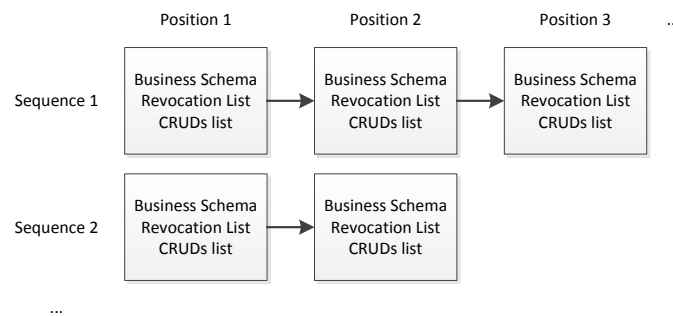 Position 1 Position 2 Position 3 ..
Business Schema Business Schema Business Schema
Sequence 1 Revocation List Revocation List Revocation List
CRUDs list CRUDs list CRUDs list
Business Schema Business Schema
Sequence 2 Revocation List Revocation List
CRUDs list CRUDs list
...